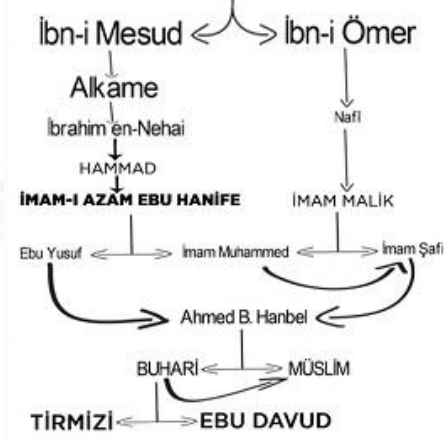 İbn-i Mesud İbn-i Ömer
Alkame
Nafi
İbrahim en-Nehai
HAMMAD
İMAM-I AZAM EBU HANİFE İMAM MALİK
Ebu Yusuf İmam Muhammed İmam Şafi
Ahmed B. Hanbel
BUHARİ MÜSLİM
TİRMİZİ EBU DAVUD